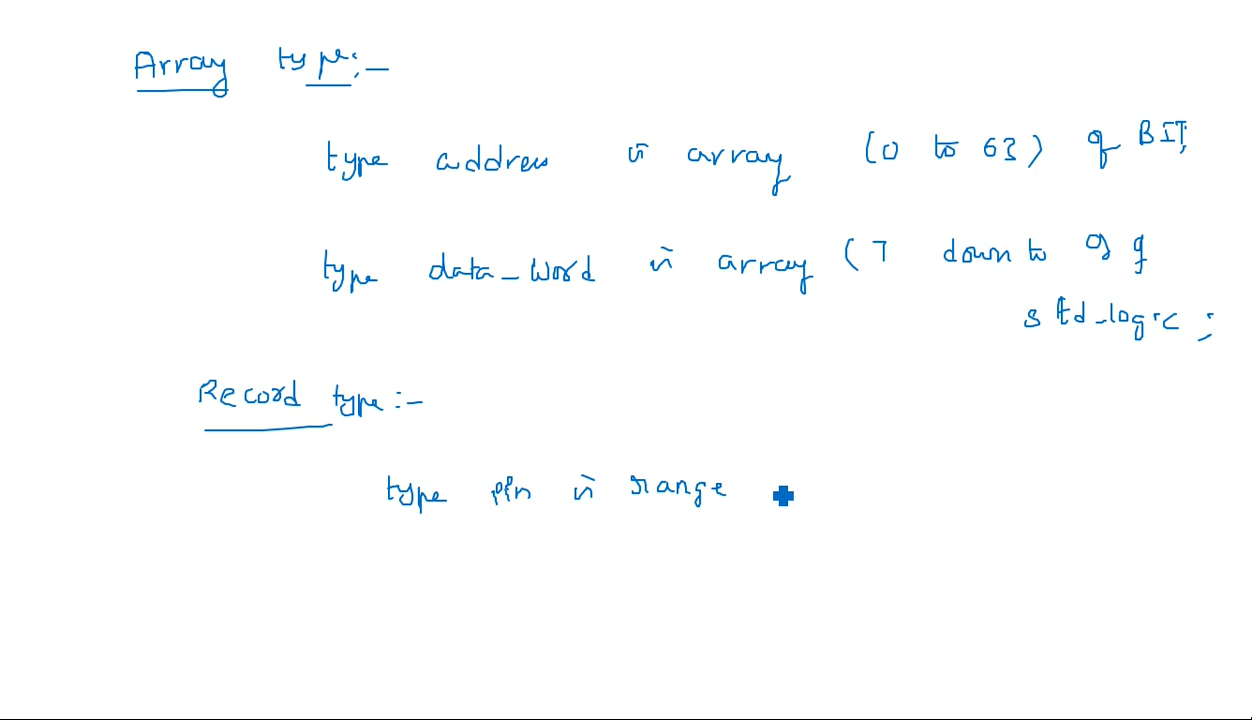 Array type:-
type address is array (0 to 63) of BIT;
type data_word is array (7 down to 0) of
std_logic;
Record type:-
type pin is range